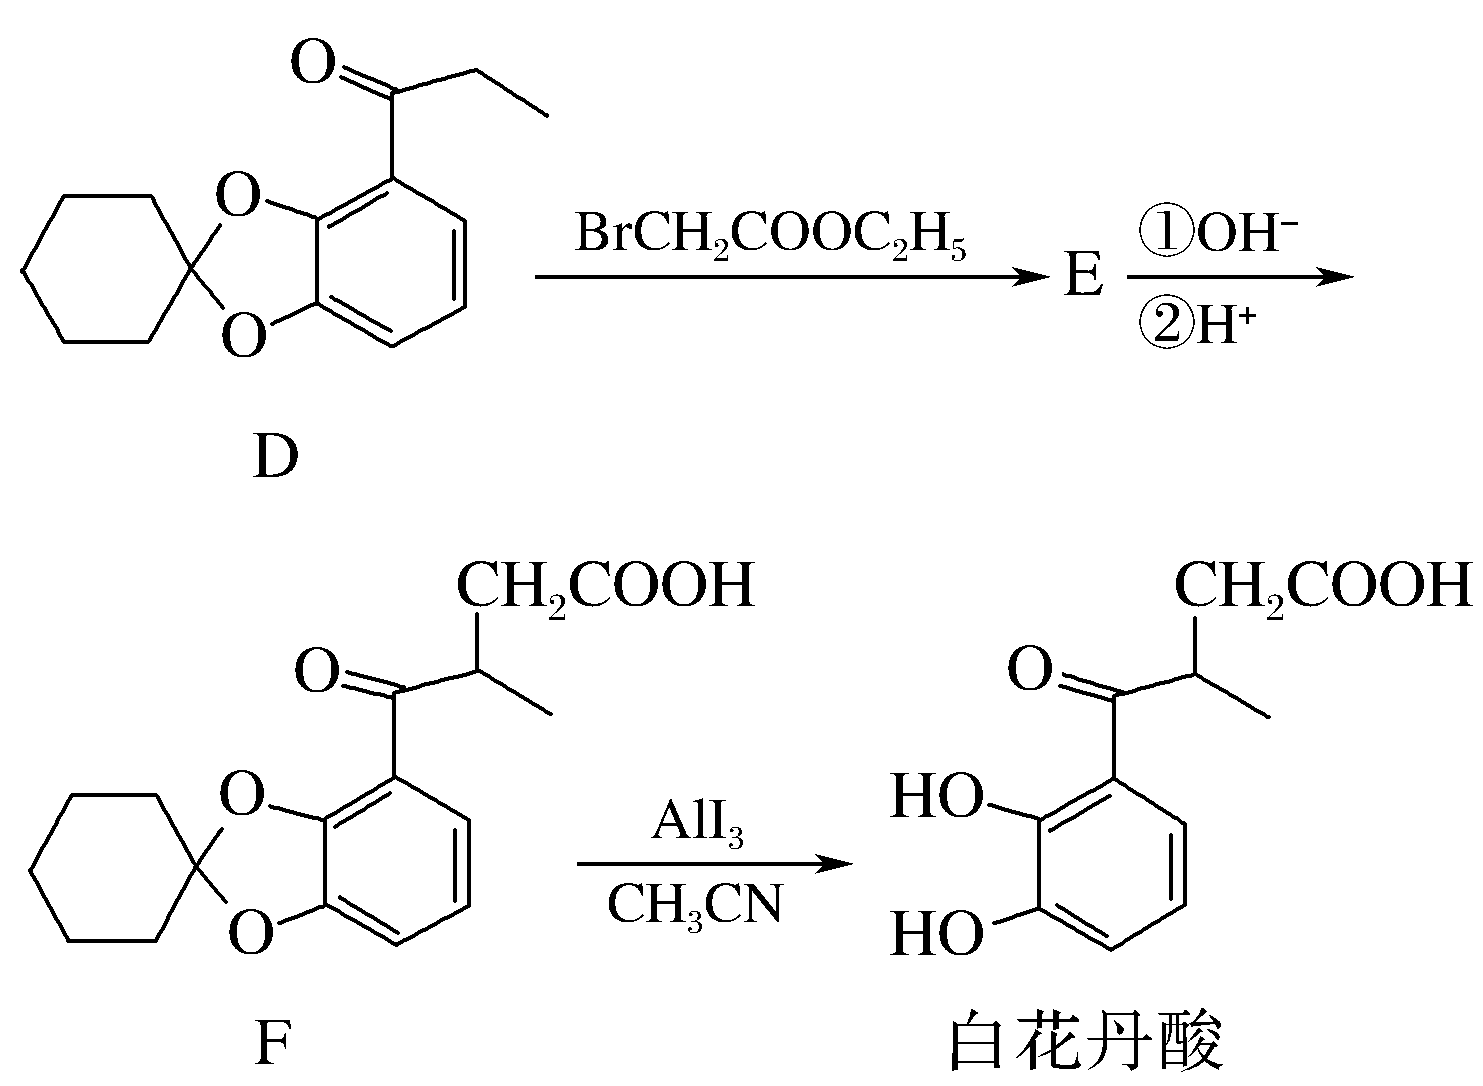 O
O
O
BrCH₂COOC₂H₅
E
①OH⁻
②H⁺
D
CH₂COOH
O
O
O
AlI₃
CH₃CN
F
CH₂COOH
O
HO
HO
白花丹酸